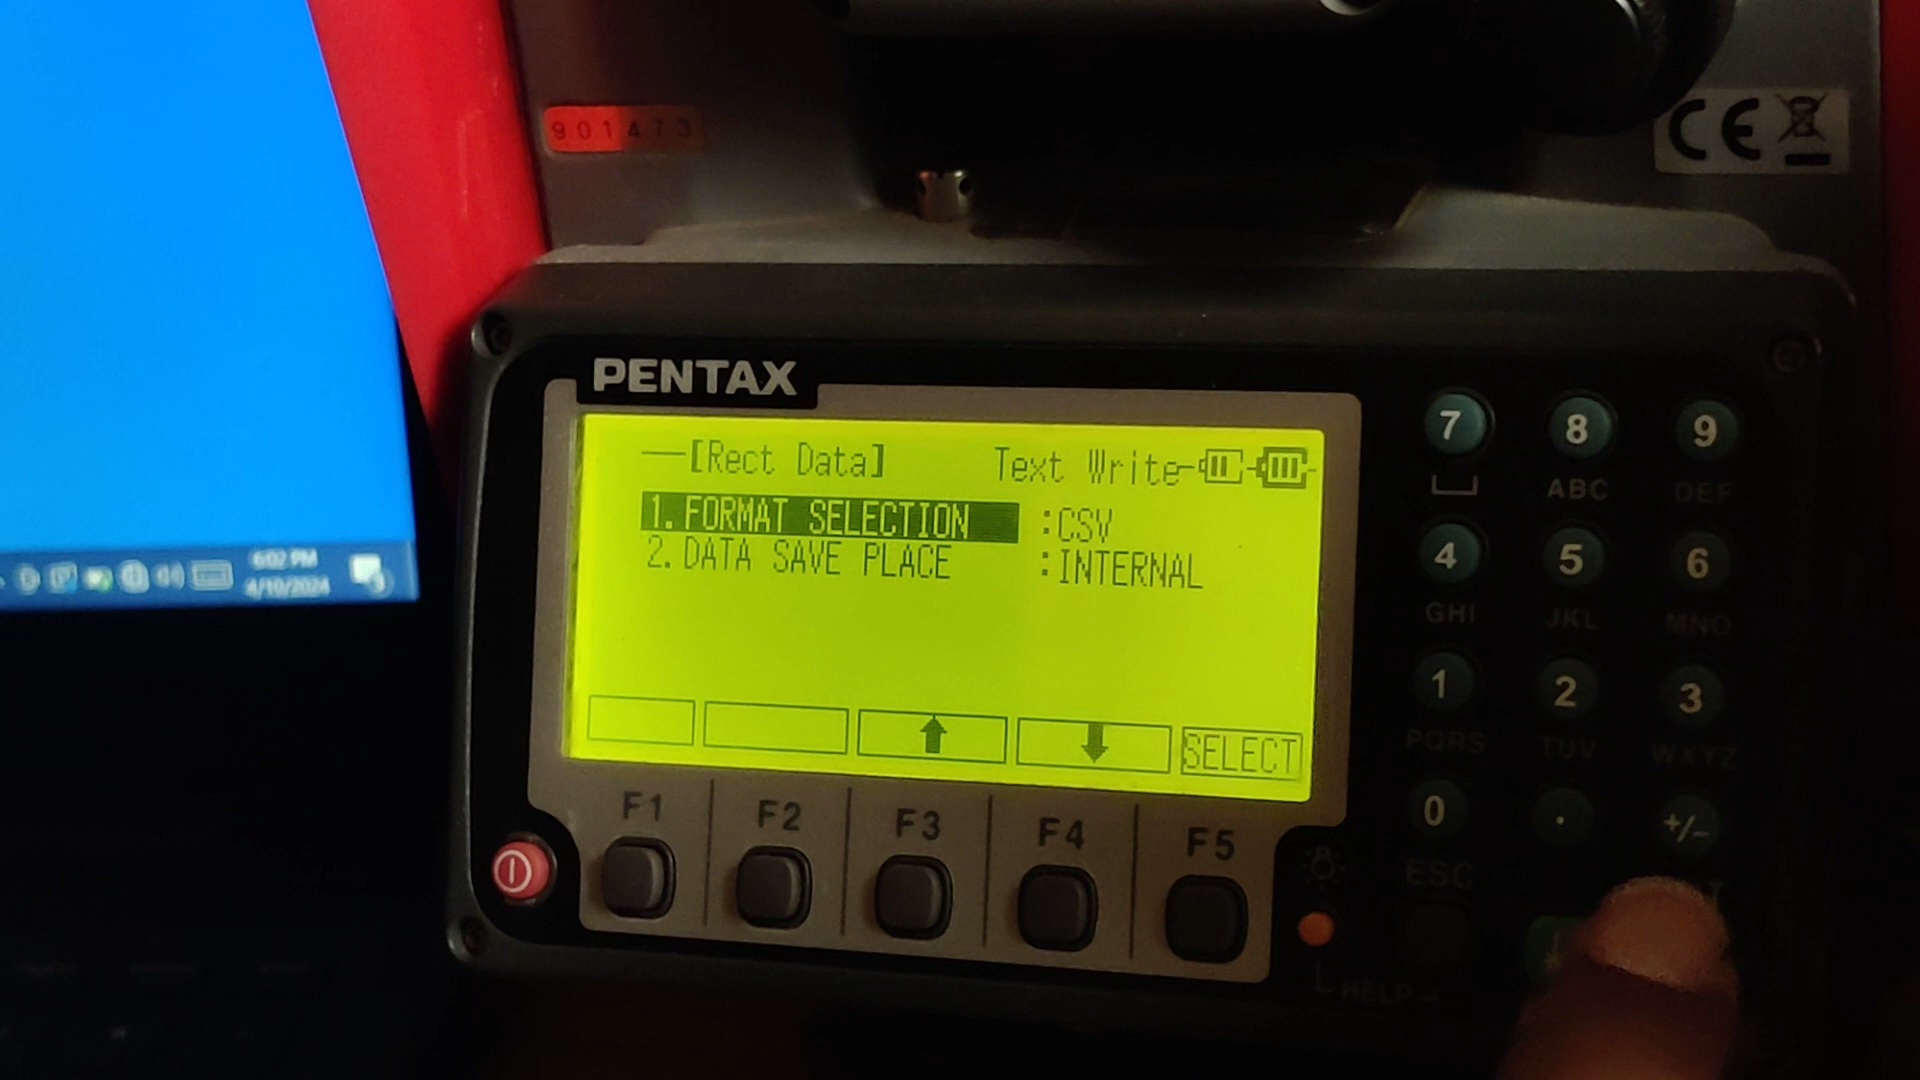 901473
CE
PENTAX
[Rect Data] Text Write
1.FORMAT SELECTION :CSV
2.DATA SAVE PLACE :INTERNAL
SELECT
F1 F2 F3 F4 F5
7 8 9
ABC DEF
4 5 6
GHI JKL MNO
1 2 3
PQRS TUV WXYZ
0 . +/-
ESC
HELP
6:02 PM
4/10/2024